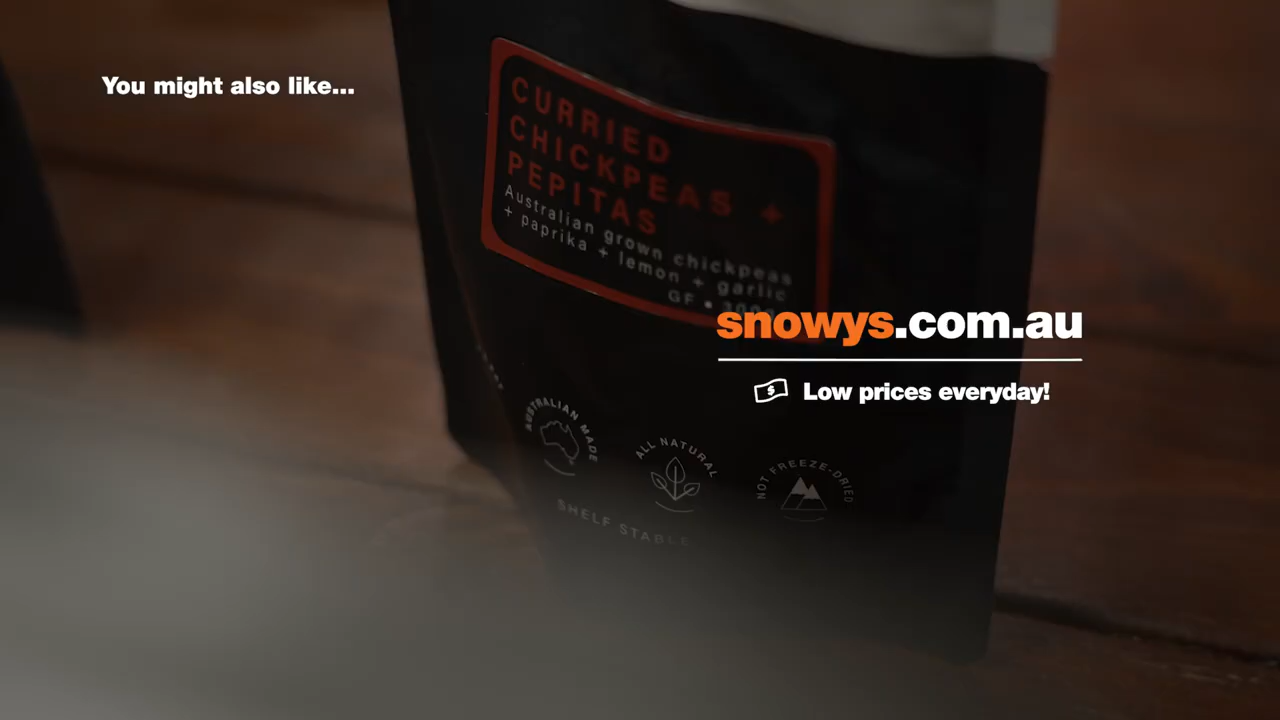 You might also like...
CURRIED
CHICKPEAS +
PEPITAS
Australian grown chickpeas
+ paprika + lemon + garlic
GF •
snowys.com.au
Low prices everyday!
AUSTRALIAN MADE
ALL NATURAL
NOT FREEZE-DRIED
SHELF STABLE